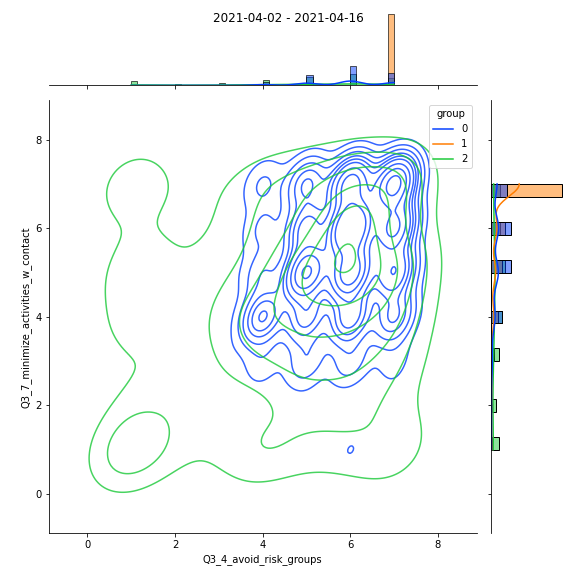 2021-04-02 - 2021-04-16
group
0
1
2
8
6
4
2
0
Q3_7_minimize_activities_w_contact
0 2 4 6 8
Q3_4_avoid_risk_groups